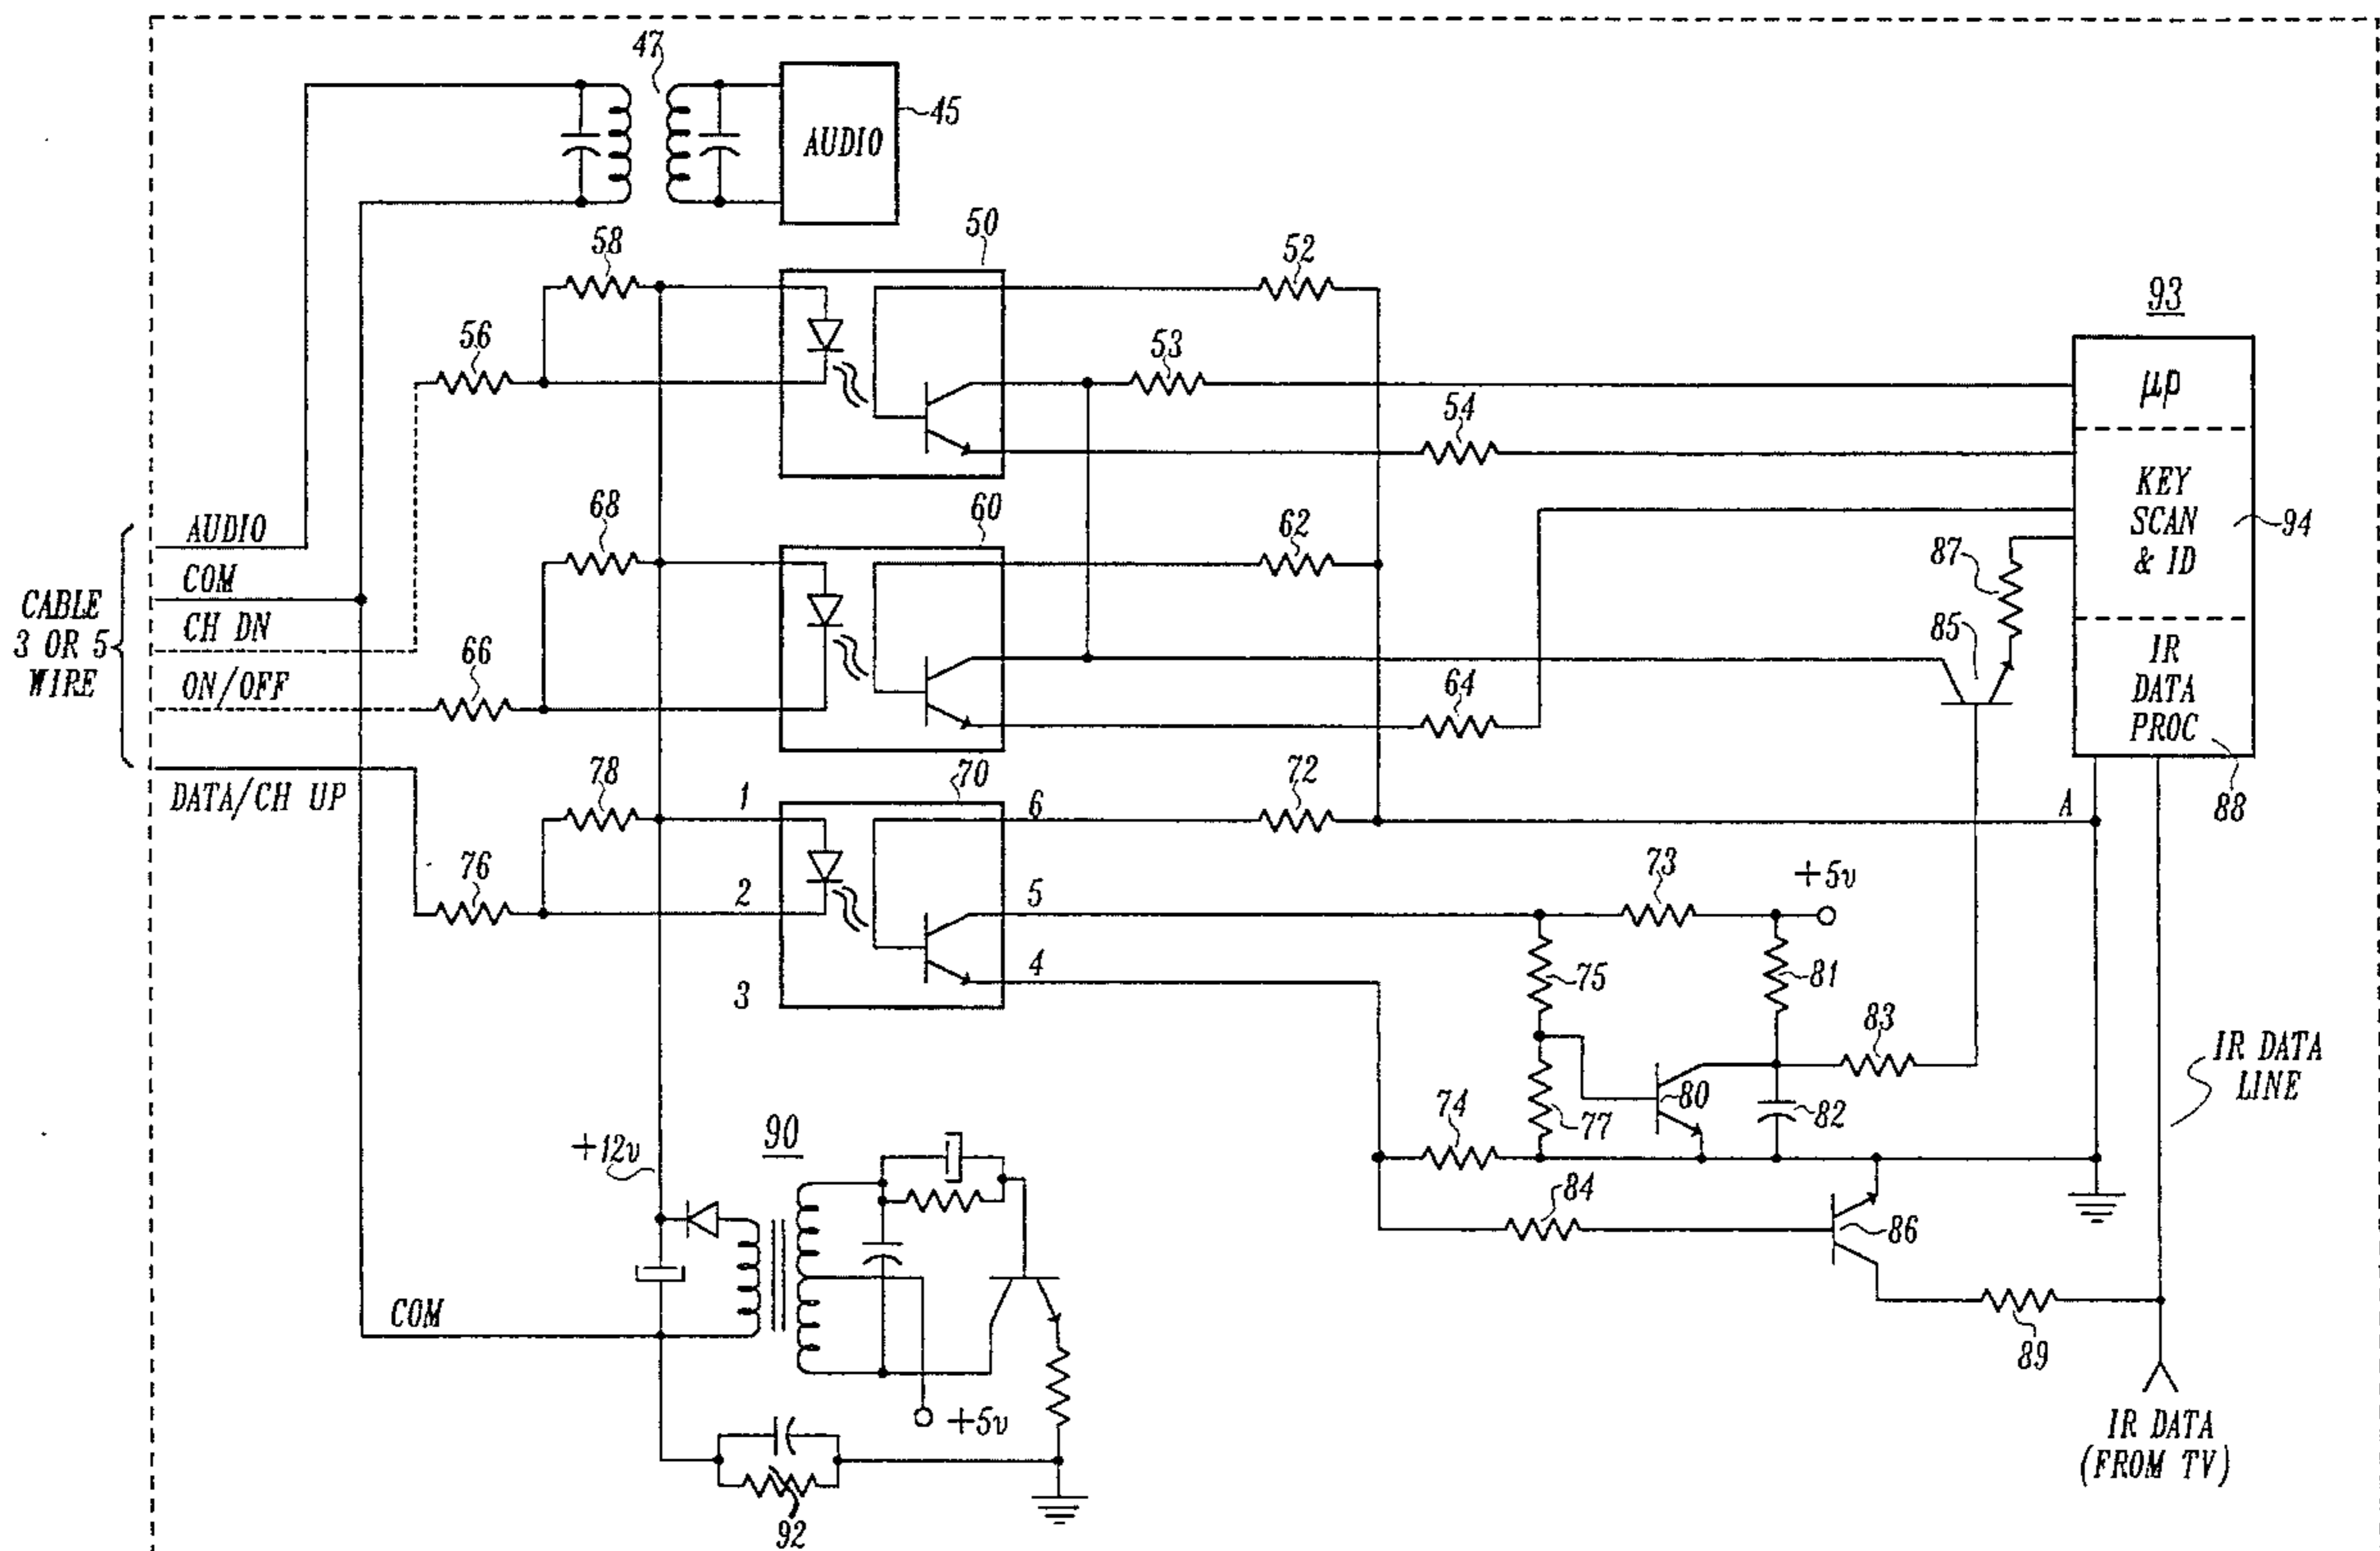 47
45
AUDIO
50
58
52
93
56
53
μp
54
KEY
SCAN
& ID
94
68
60
62
87
CABLE
3 OR 5
WIRE
AUDIO
COM
CH DN
ON/OFF
DATA/CH UP
66
64
85
IR
DATA
PROC
88
78
1
70
6
72
A
76
2
5
73
+5v
3
4
75
81
83
IR DATA
LINE
+12v
90
74
77
80
82
84
86
COM
+5v
89
92
IR DATA
(FROM TV)